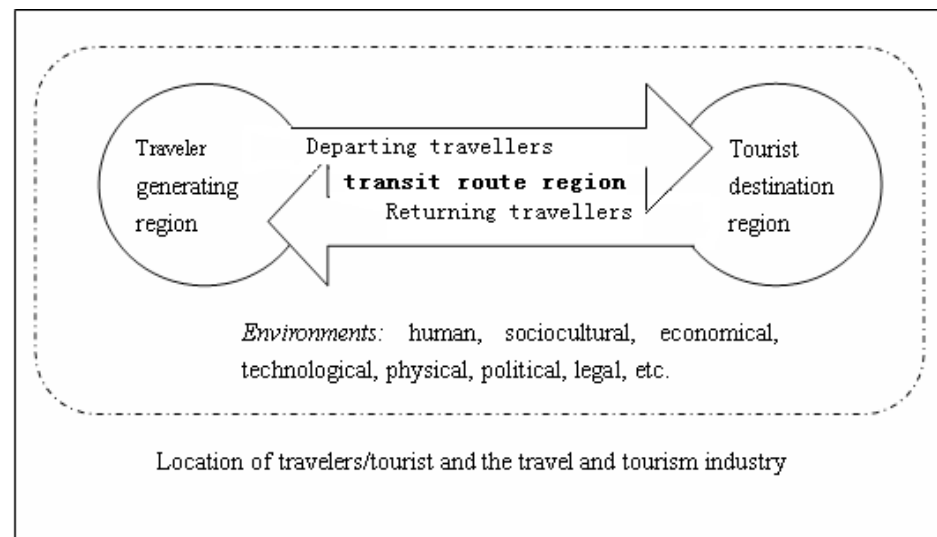 Traveler
generating
region
Departing travellers
transit route region
Returning travellers
Tourist
destination
region
Environments: human, sociocultural, economical,
technological, physical, political, legal, etc.
Location of travelers/tourist and the travel and tourism industry